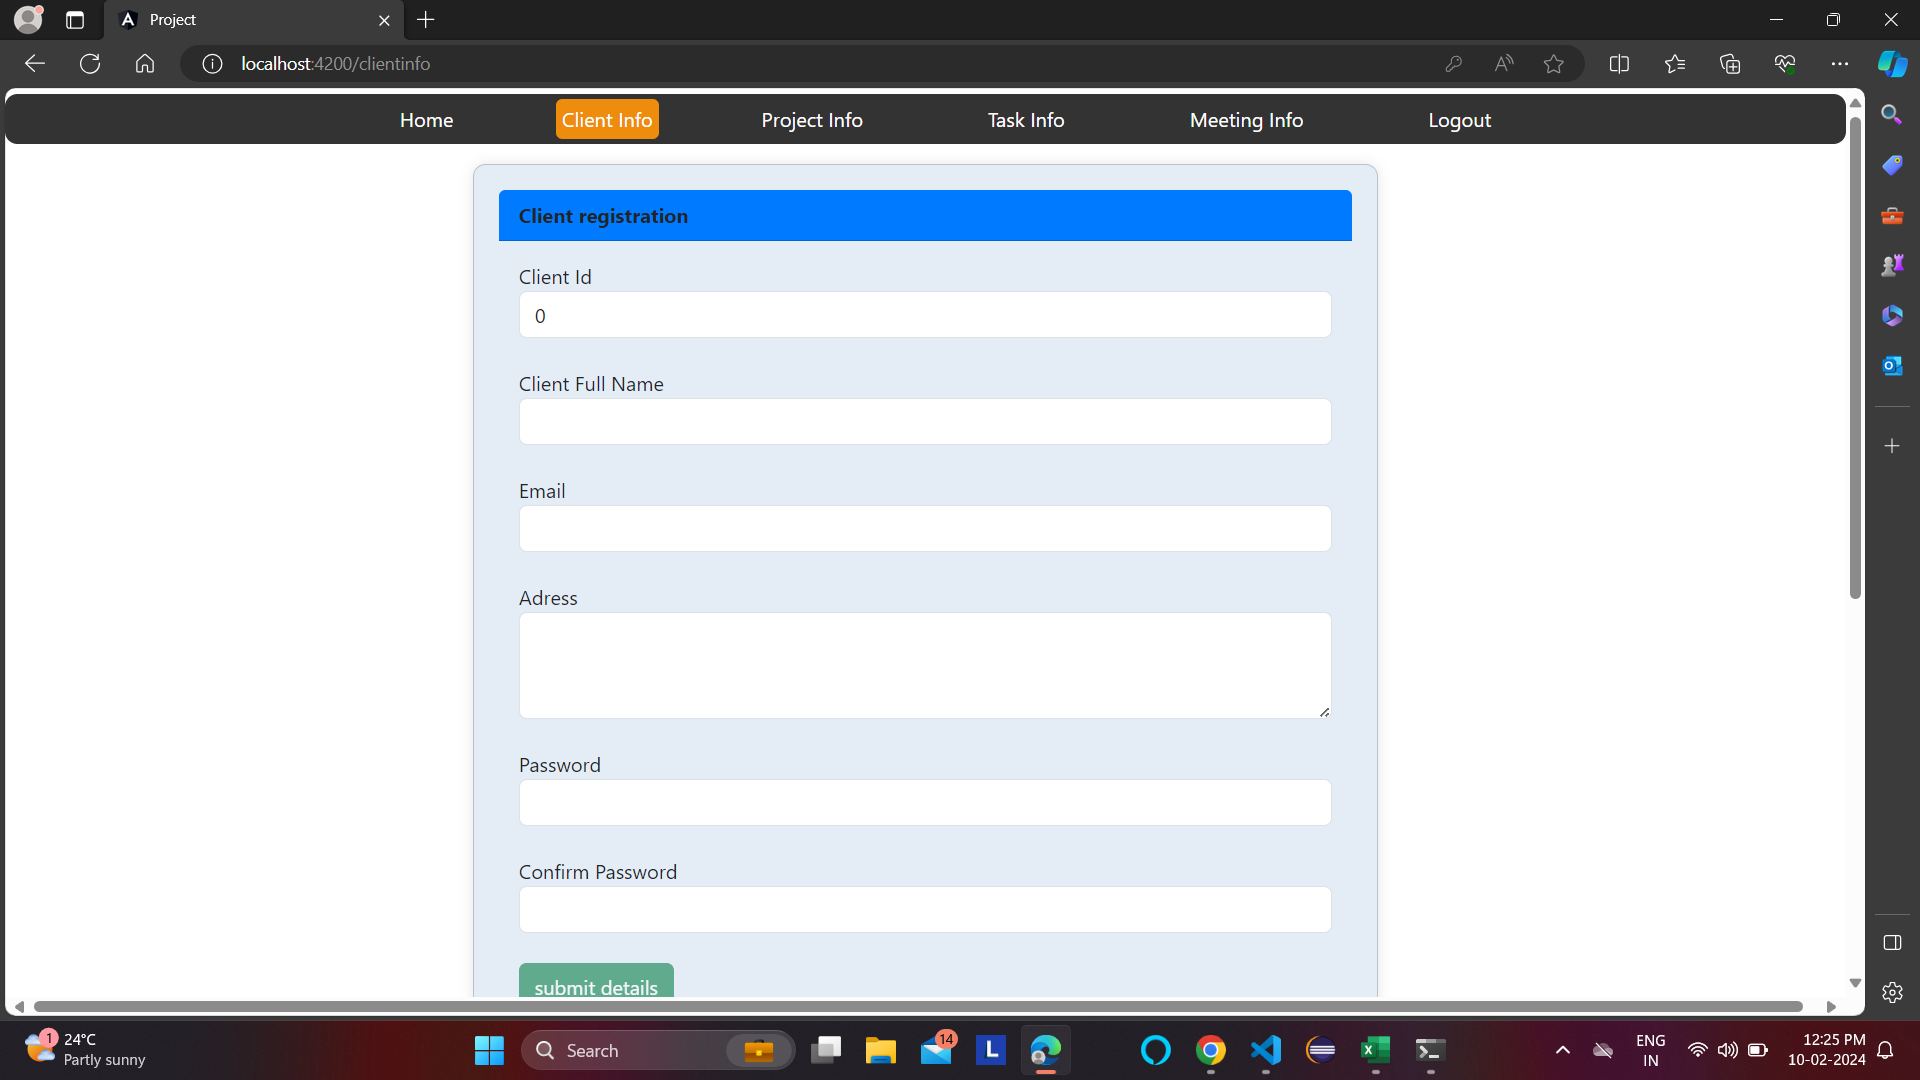 Project
localhost:4200/clientinfo
Home Client Info Project Info Task Info Meeting Info Logout
Client registration
Client Id
0
Client Full Name
Email
Adress
Password
Confirm Password
submit details
1 24°C
Partly sunny
Search
14
L
ENG
IN
12:25 PM
10-02-2024